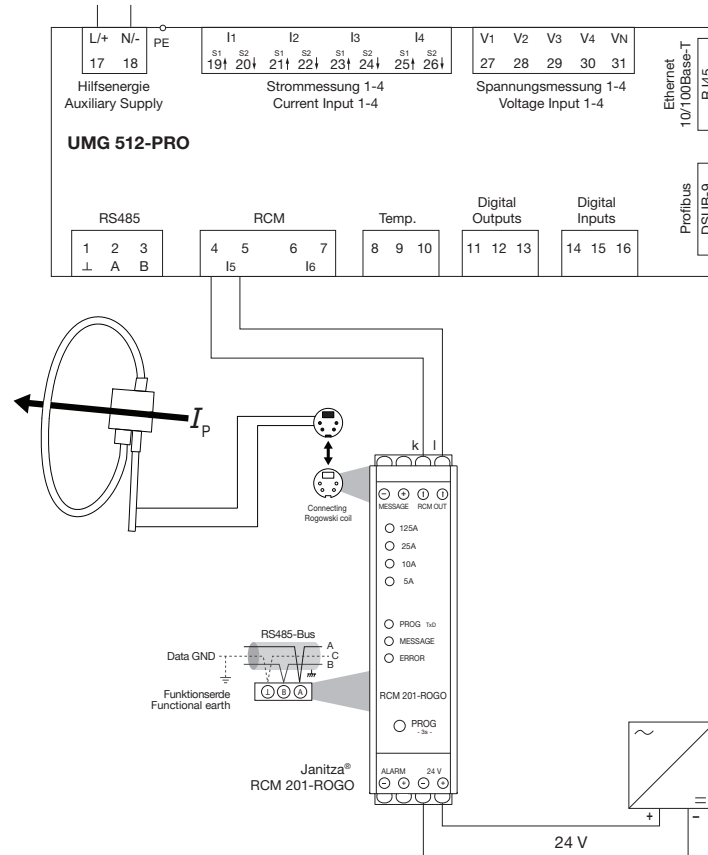 L/+ N/- PE
17 18
Hilfsenergie
Auxiliary Supply
I1 I2 I3 I4
S1 S2 S1 S2 S1 S2 S1 S2
19 20 21 22 23 24 25 26
Strommessung 1-4
Current Input 1-4
V1 V2 V3 V4 VN
27 28 29 30 31
Spannungsmessung 1-4
Voltage Input 1-4
Ethernet
10/100Base-T
RJ45
UMG 512-PRO
RS485
1 2 3
⊥ A B
RCM
4 5 6 7
I5 I6
Temp.
8 9 10
Digital
Outputs
11 12 13
Digital
Inputs
14 15 16
Profibus
DSUB-9
IP
k l
Connecting
Rogowski coil
MESSAGE RCM OUT
125A
25A
10A
5A
PROG TxD
MESSAGE
ERROR
RCM 201-ROGO
PROG
- 3s -
ALARM 24 V
RS485-Bus
A
C
B
Data GND
Funktionserde
Functional earth
⊥ B A
Janitza®
RCM 201-ROGO
+ −
24 V